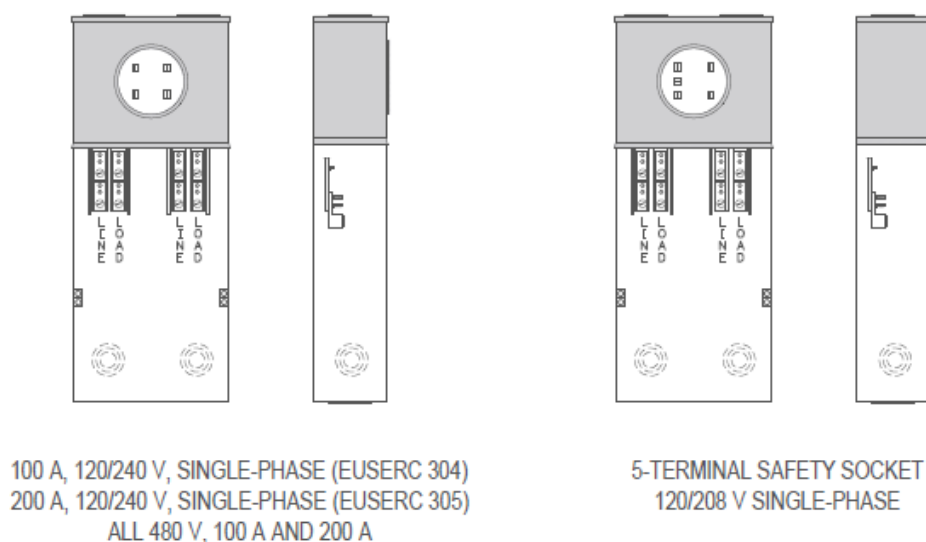 LINE LOAD LINE LOAD
LINE LOAD LINE LOAD
100 A, 120/240 V, SINGLE-PHASE (EUSERC 304)
200 A, 120/240 V, SINGLE-PHASE (EUSERC 305)
ALL 480 V, 100 A AND 200 A
5-TERMINAL SAFETY SOCKET
120/208 V SINGLE-PHASE